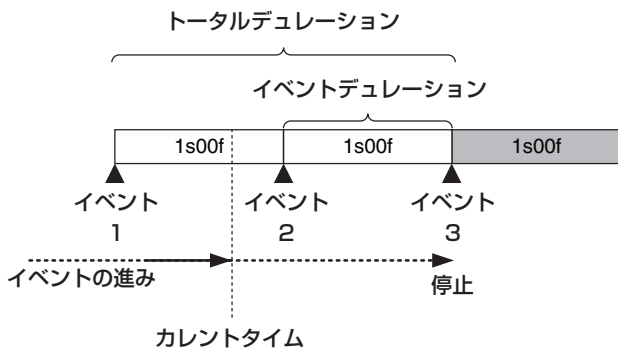 トータルデュレーション
イベントデュレーション
1s00f 1s00f 1s00f
イベント イベント イベント
1 2 3
イベントの進み 停止
カレントタイム